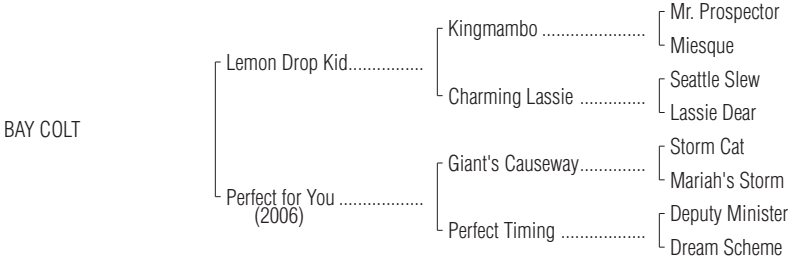 Mr. Prospector
Kingmambo ......................
Miesque
Lemon Drop Kid................
Seattle Slew
Charming Lassie ..............
Lassie Dear
BAY COLT
Storm Cat
Giant's Causeway..............
Mariah's Storm
Perfect for You ..................
(2006)
Deputy Minister
Perfect Timing ..................
Dream Scheme